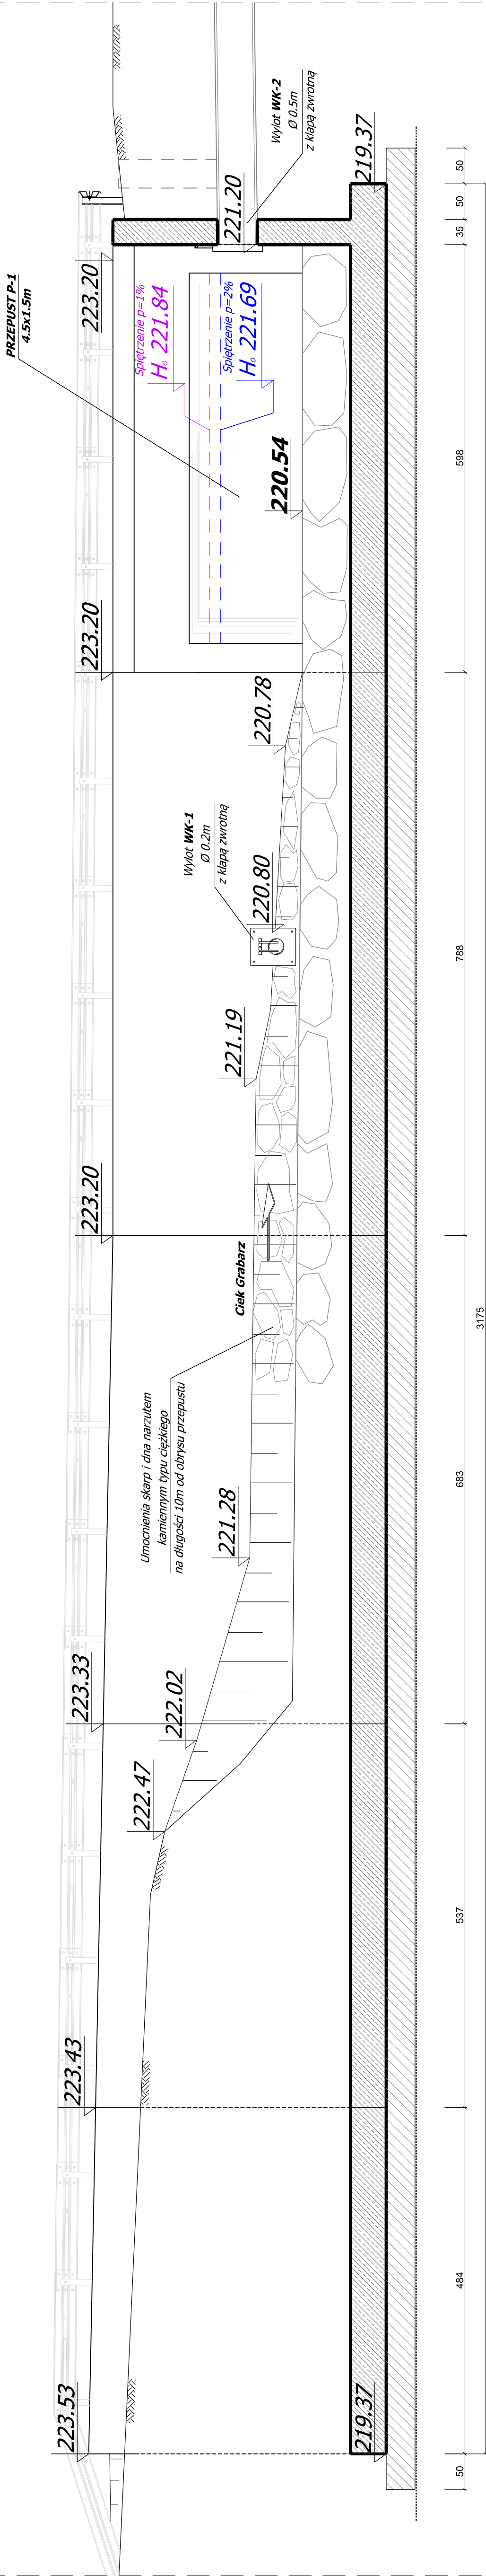 PRZEPUST P-1
4.5x1.5m
223.53
223.43
223.33
223.20
223.20
223.20
222.47
222.02
221.28
Umocnienia skarp i dna narzutem
kamiennym typu ciężkiego
na długości 10m od obrysu przepustu
Ciek Grabarz
221.19
Wylot WK-1
Ø 0.2m
z klapą zwrotną
220.80
220.78
Spiętrzenie p=1%
H₀ 221.84
Spiętrzenie p=2%
H₀ 221.69
220.54
221.20
Wylot WK-2
Ø 0.5m
z klapą zwrotną
219.37
219.37
50
484
537
683
788
598
35
50
50
3175